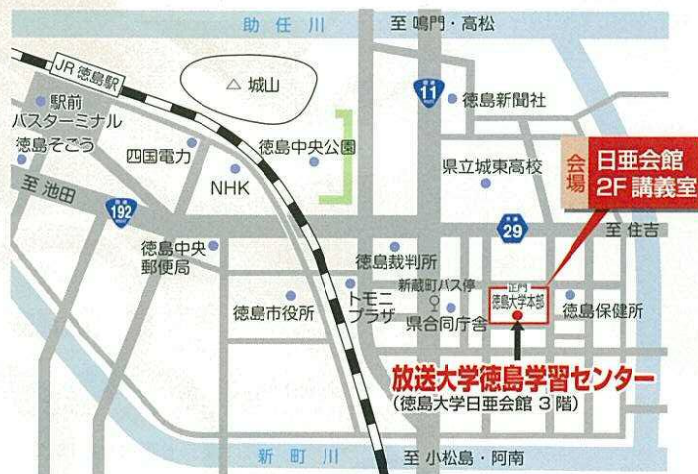 助任川
至 鳴門・高松
JR 徳島駅
城山
国道
11
徳島新聞社
駅前
バスターミナル
徳島そごう
四国電力
徳島中央公園
NHK
県立城東高校
会場
日亜会館
2F 講義室
至 池田
国道
192
県道
29
至 住吉
徳島中央
郵便局
徳島裁判所
新蔵町バス停
正門
徳島大学本部
徳島市役所
トモニ
プラザ
県合同庁舎
徳島保健所
放送大学徳島学習センター
(徳島大学日亜会館 3 階)
新町川
至 小松島・阿南